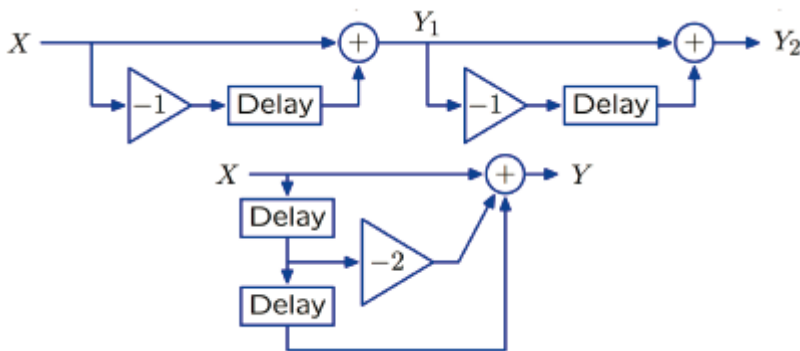 X + Y₁ + Y₂
−1 Delay −1 Delay
X + Y
Delay
−2
Delay